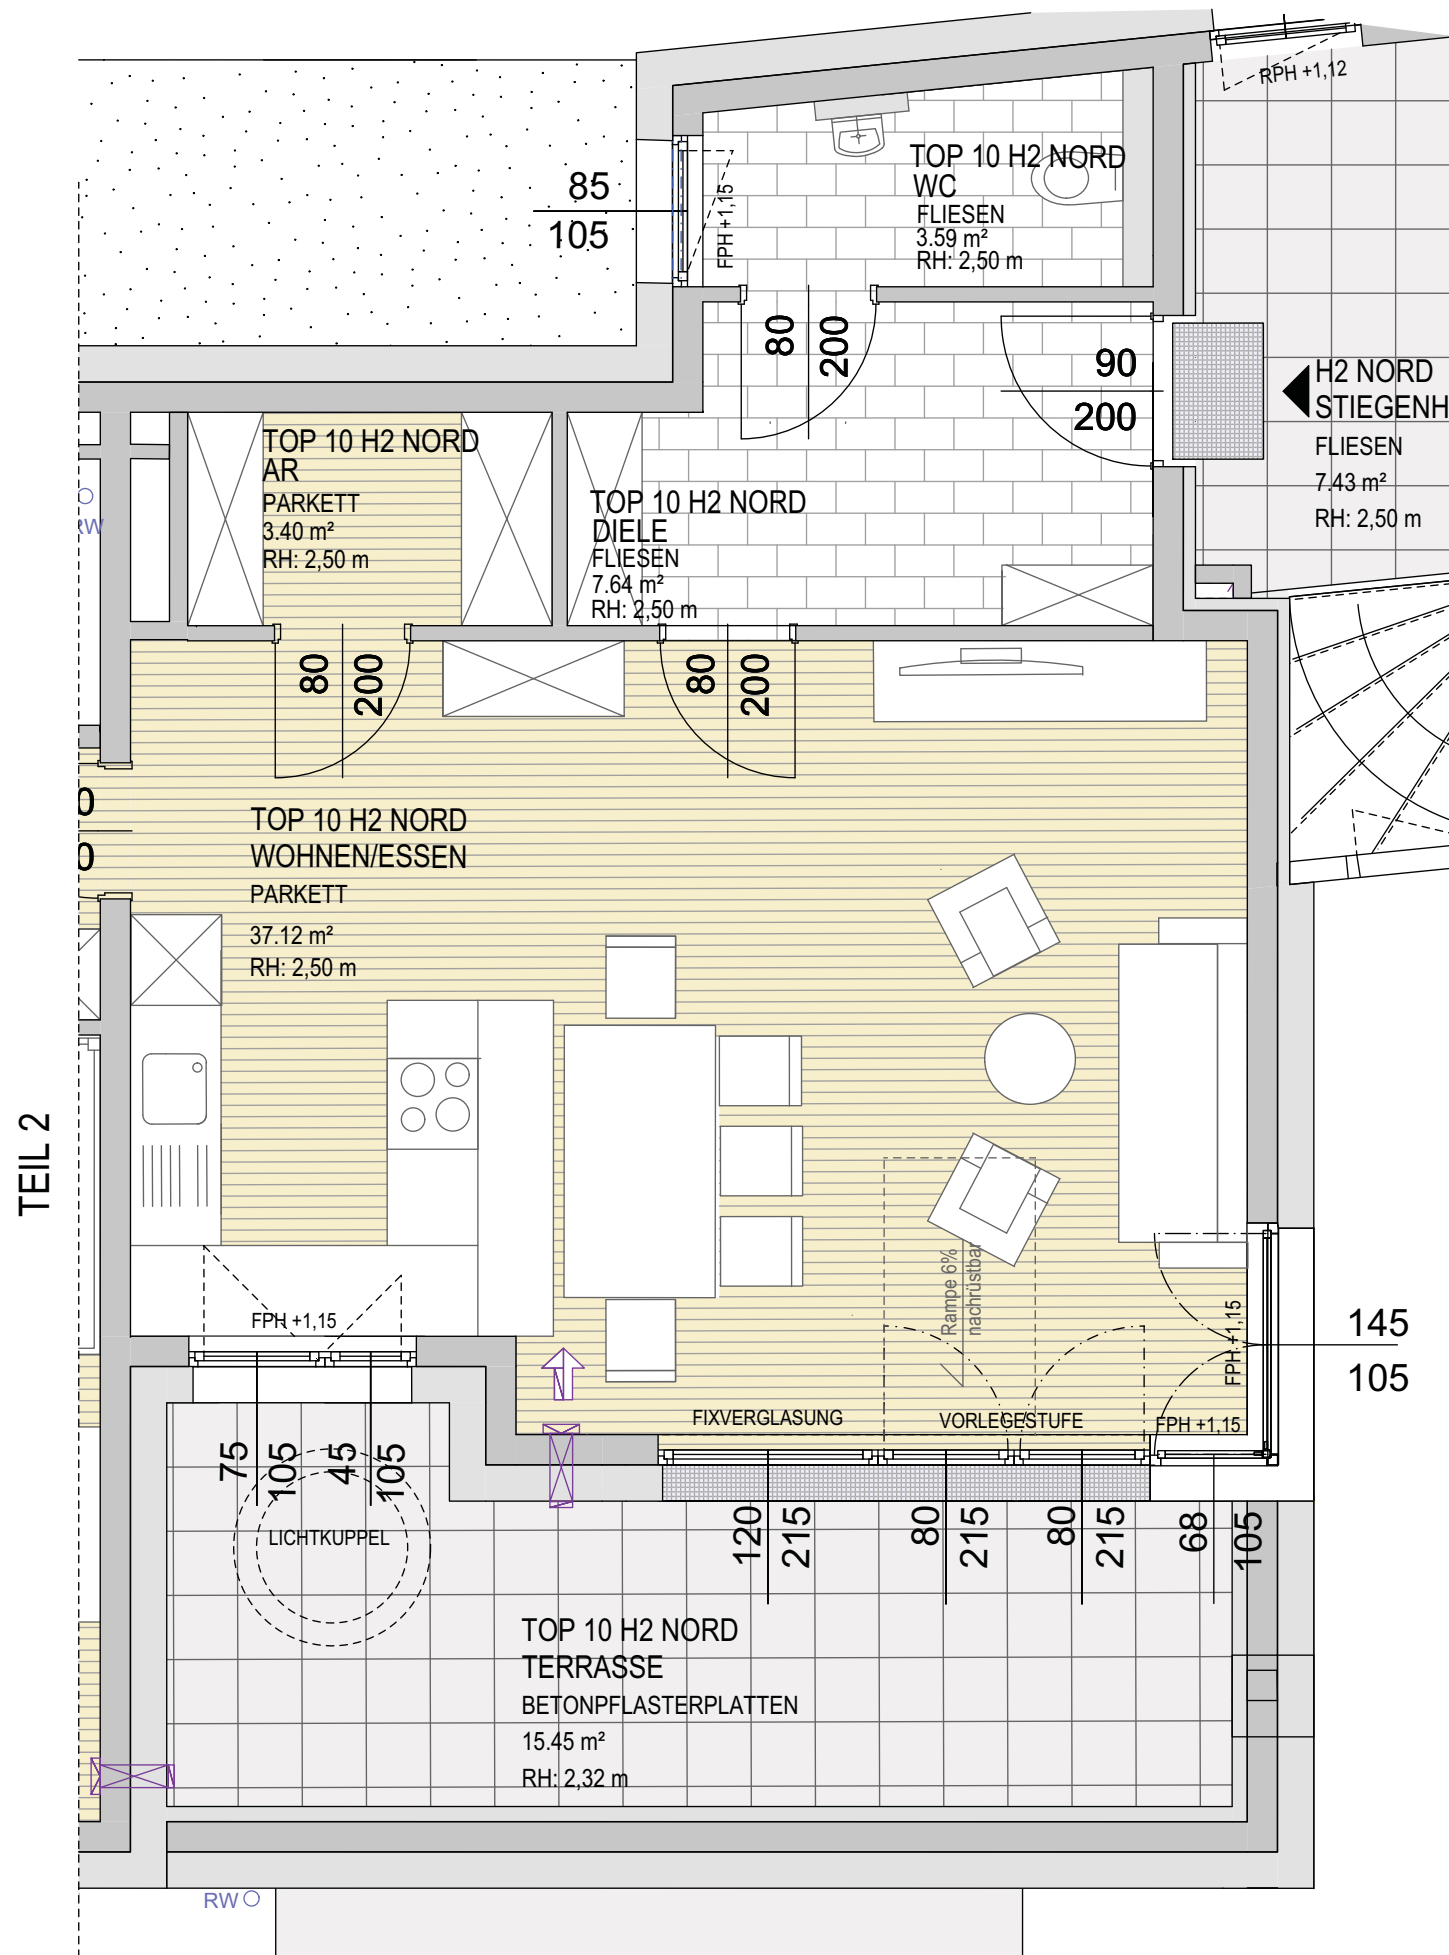 RPH +1,12
85
105
FPH +1,15
TOP 10 H2 NORD
WC
FLIESEN
3.59 m²
RH: 2,50 m
80
200
90
200
H2 NORD
STIEGENH
FLIESEN
7.43 m²
RH: 2,50 m
TOP 10 H2 NORD
AR
PARKETT
3.40 m²
RH: 2,50 m
RW
TOP 10 H2 NORD
DIELE
FLIESEN
7.64 m²
RH: 2,50 m
80
200
80
200
0
0
TOP 10 H2 NORD
WOHNEN/ESSEN
PARKETT
37.12 m²
RH: 2,50 m
TEIL 2
Rampe 6%
nachrüstbar
FPH +1,15
FPH +1,15
145
105
FIXVERGLASUNG
VORLEGESTUFE
FPH +1,15
75
105
45
105
LICHTKUPPEL
120
215
80
215
80
215
68
105
TOP 10 H2 NORD
TERRASSE
BETONPFLASTERPLATTEN
15.45 m²
RH: 2,32 m
RW